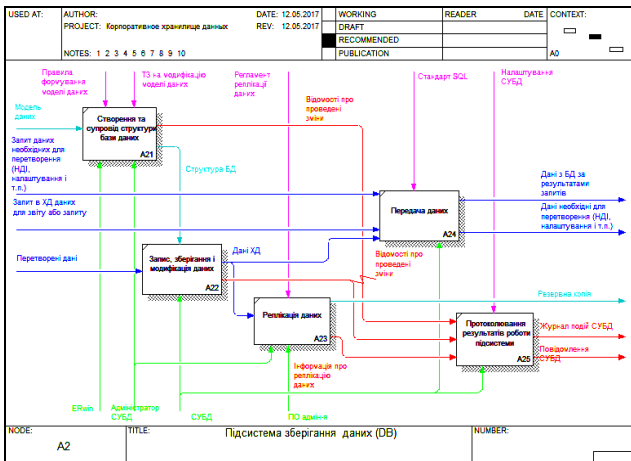 USED AT:
AUTHOR:
DATE: 12.05.2017
WORKING
READER
DATE
CONTEXT:
PROJECT: Корпоративное хранилище данных
REV: 12.05.2017
DRAFT
RECOMMENDED
NOTES: 1 2 3 4 5 6 7 8 9 10
PUBLICATION
A0
Правила
формування
моделі даних
ТЗ на модифікацію
моделі даних
Регламент
реплікації
даних
Стандарт SQL
Налаштування
СУБД
Модель
даних
Створення та
супровід структури
бази даних
A21
Відомості про
проведені
зміни
Запит даних
необхідних для
перетворення (НДІ,
налаштування і
т.п.)
Структура БД
Запит в ХД даних
для звіту або запиту
Передача даних
A24
Дані з БД за
результатами
запитів
Дані необхідні для
перетворення (НДІ,
налаштування і т.п.)
Перетворені дані
Запис, зберігання і
модифікація даних
A22
Дані ХД
Відомості про
проведені
зміни
Резервна копія
Реплікація даних
A23
Протоколювання
результатів роботи
підсистеми
A25
Журнал подій СУБД
Повідомлення
СУБД
Інформація про
реплікацію
даних
ERwin
Адміністратор
СУБД
СУБД
ПО адмін-я
NODE:
TITLE:
NUMBER:
A2
Підсистема зберігання даних (DB)